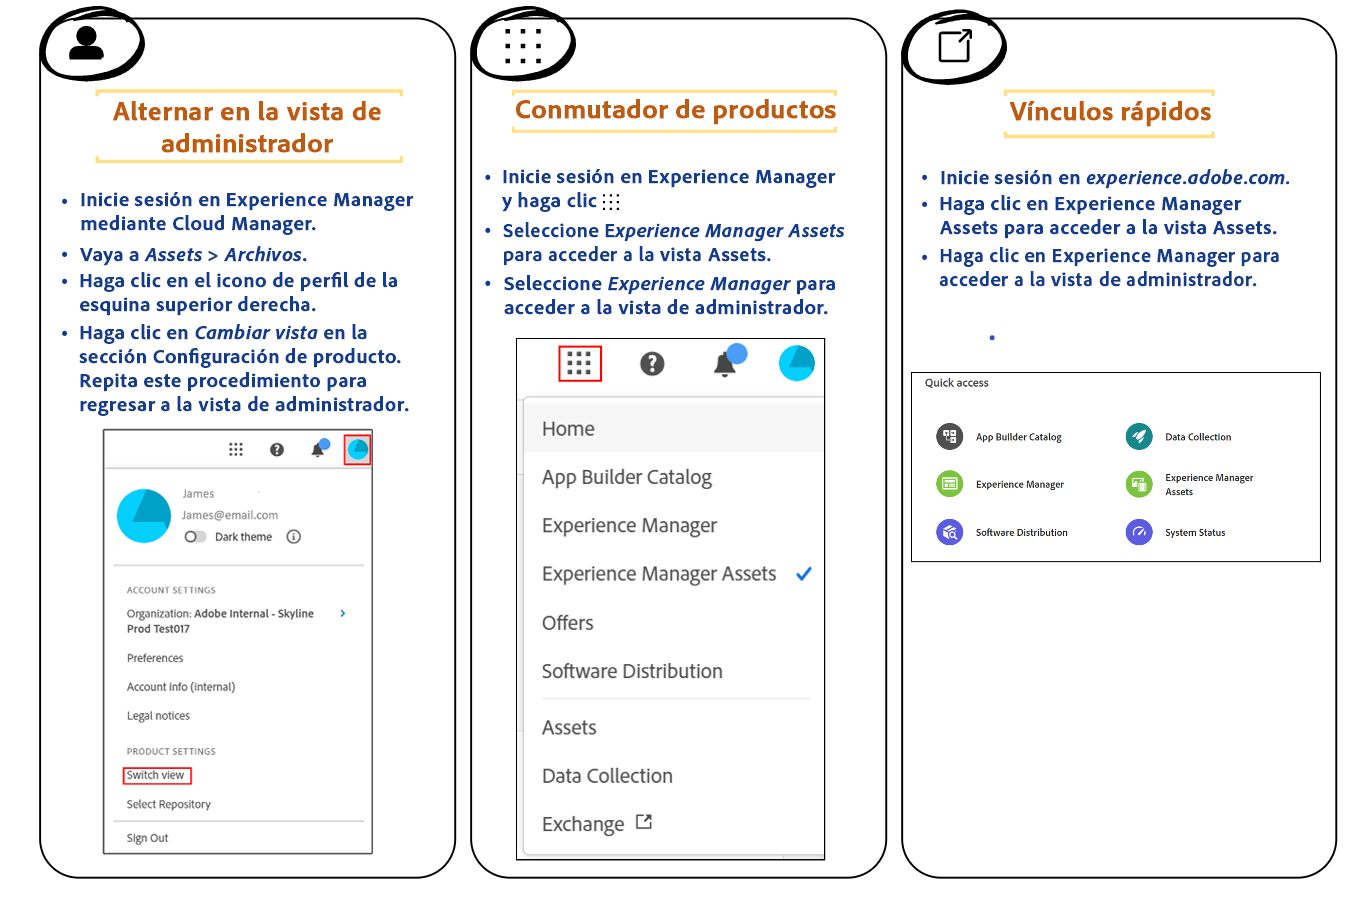 Alternar en la vista de
administrador
• Inicie sesión en Experience Manager
mediante Cloud Manager.
• Vaya a Assets > Archivos.
• Haga clic en el icono de perfil de la
esquina superior derecha.
• Haga clic en Cambiar vista en la
sección Configuración de producto.
Repita este procedimiento para
regresar a la vista de administrador.
James
James@email.com
Dark theme
ACCOUNT SETTINGS
Organization: Adobe Internal - Skyline
Prod Test017
Preferences
Account info (Internal)
Legal notices
PRODUCT SETTINGS
Switch view
Select Repository
Sign Out
Conmutador de productos
• Inicie sesión en Experience Manager
y haga clic
• Seleccione Experience Manager Assets
para acceder a la vista Assets.
• Seleccione Experience Manager para
acceder a la vista de administrador.
Home
App Builder Catalog
Experience Manager
Experience Manager Assets
Offers
Software Distribution
Assets
Data Collection
Exchange
Vínculos rápidos
• Inicie sesión en experience.adobe.com.
• Haga clic en Experience Manager
Assets para acceder a la vista Assets.
• Haga clic en Experience Manager para
acceder a la vista de administrador.
•
Quick access
App Builder Catalog
Data Collection
Experience Manager
Experience Manager
Assets
Software Distribution
System Status